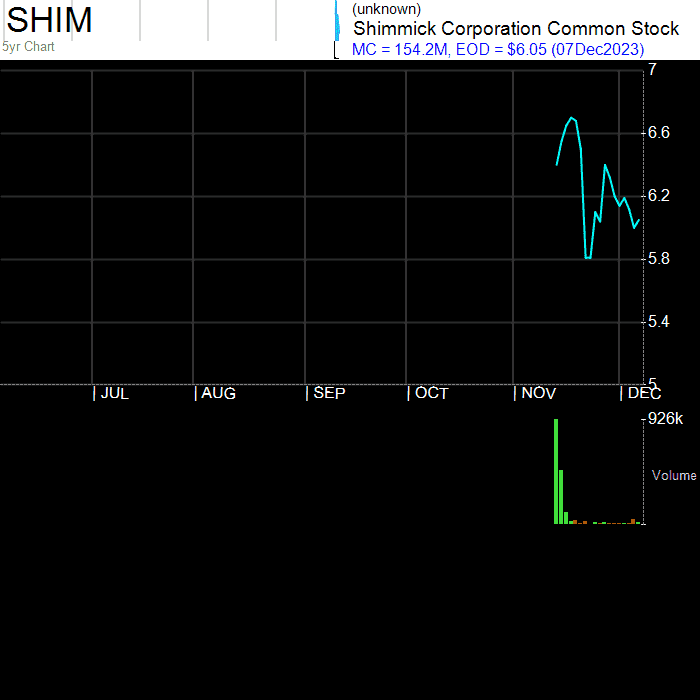 SHIM
5yr Chart
(unknown)
Shimmick Corporation Common Stock
MC = 154.2M, EOD = $6.05 (07Dec2023)
7
6.6
6.2
5.8
5.4
5
| JUL | AUG | SEP | OCT | NOV | DEC
926k
Volume